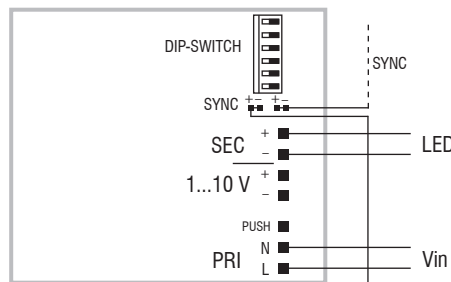 DIP-SWITCH
SYNC
SYNC
+ − + −
SEC
+
−
LED
1...10 V
+
−
PUSH
PRI
N
L
Vin